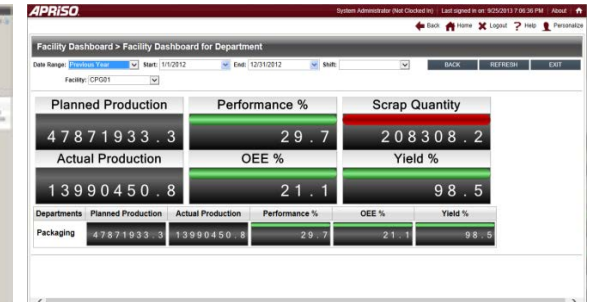 APRISO
System Administrator (Not Clocked In) | Last signed in on: 9/25/2013 7:06:36 PM | About
Back Home Logout Help Personalize
Facility Dashboard > Facility Dashboard for Department
Date Range: Previous Year Start: 1/1/2012 End: 12/31/2012 Shift: BACK REFRESH EXIT
Facility: CPG01
Planned Production Performance % Scrap Quantity
47871933.3 29.7 208308.2
Actual Production OEE % Yield %
13990450.8 21.1 98.5
Departments Planned Production Actual Production Performance % OEE % Yield %
Packaging 47871933.3 13990450.8 29.7 21.1 98.5